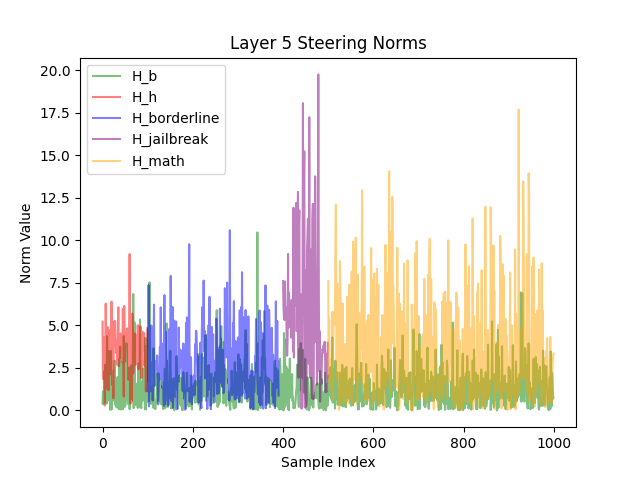 Layer 5 Steering Norms
20.0
17.5
15.0
12.5
10.0
7.5
5.0
2.5
0.0
Norm Value
H_b
H_h
H_borderline
H_jailbreak
H_math
0 200 400 600 800 1000
Sample Index